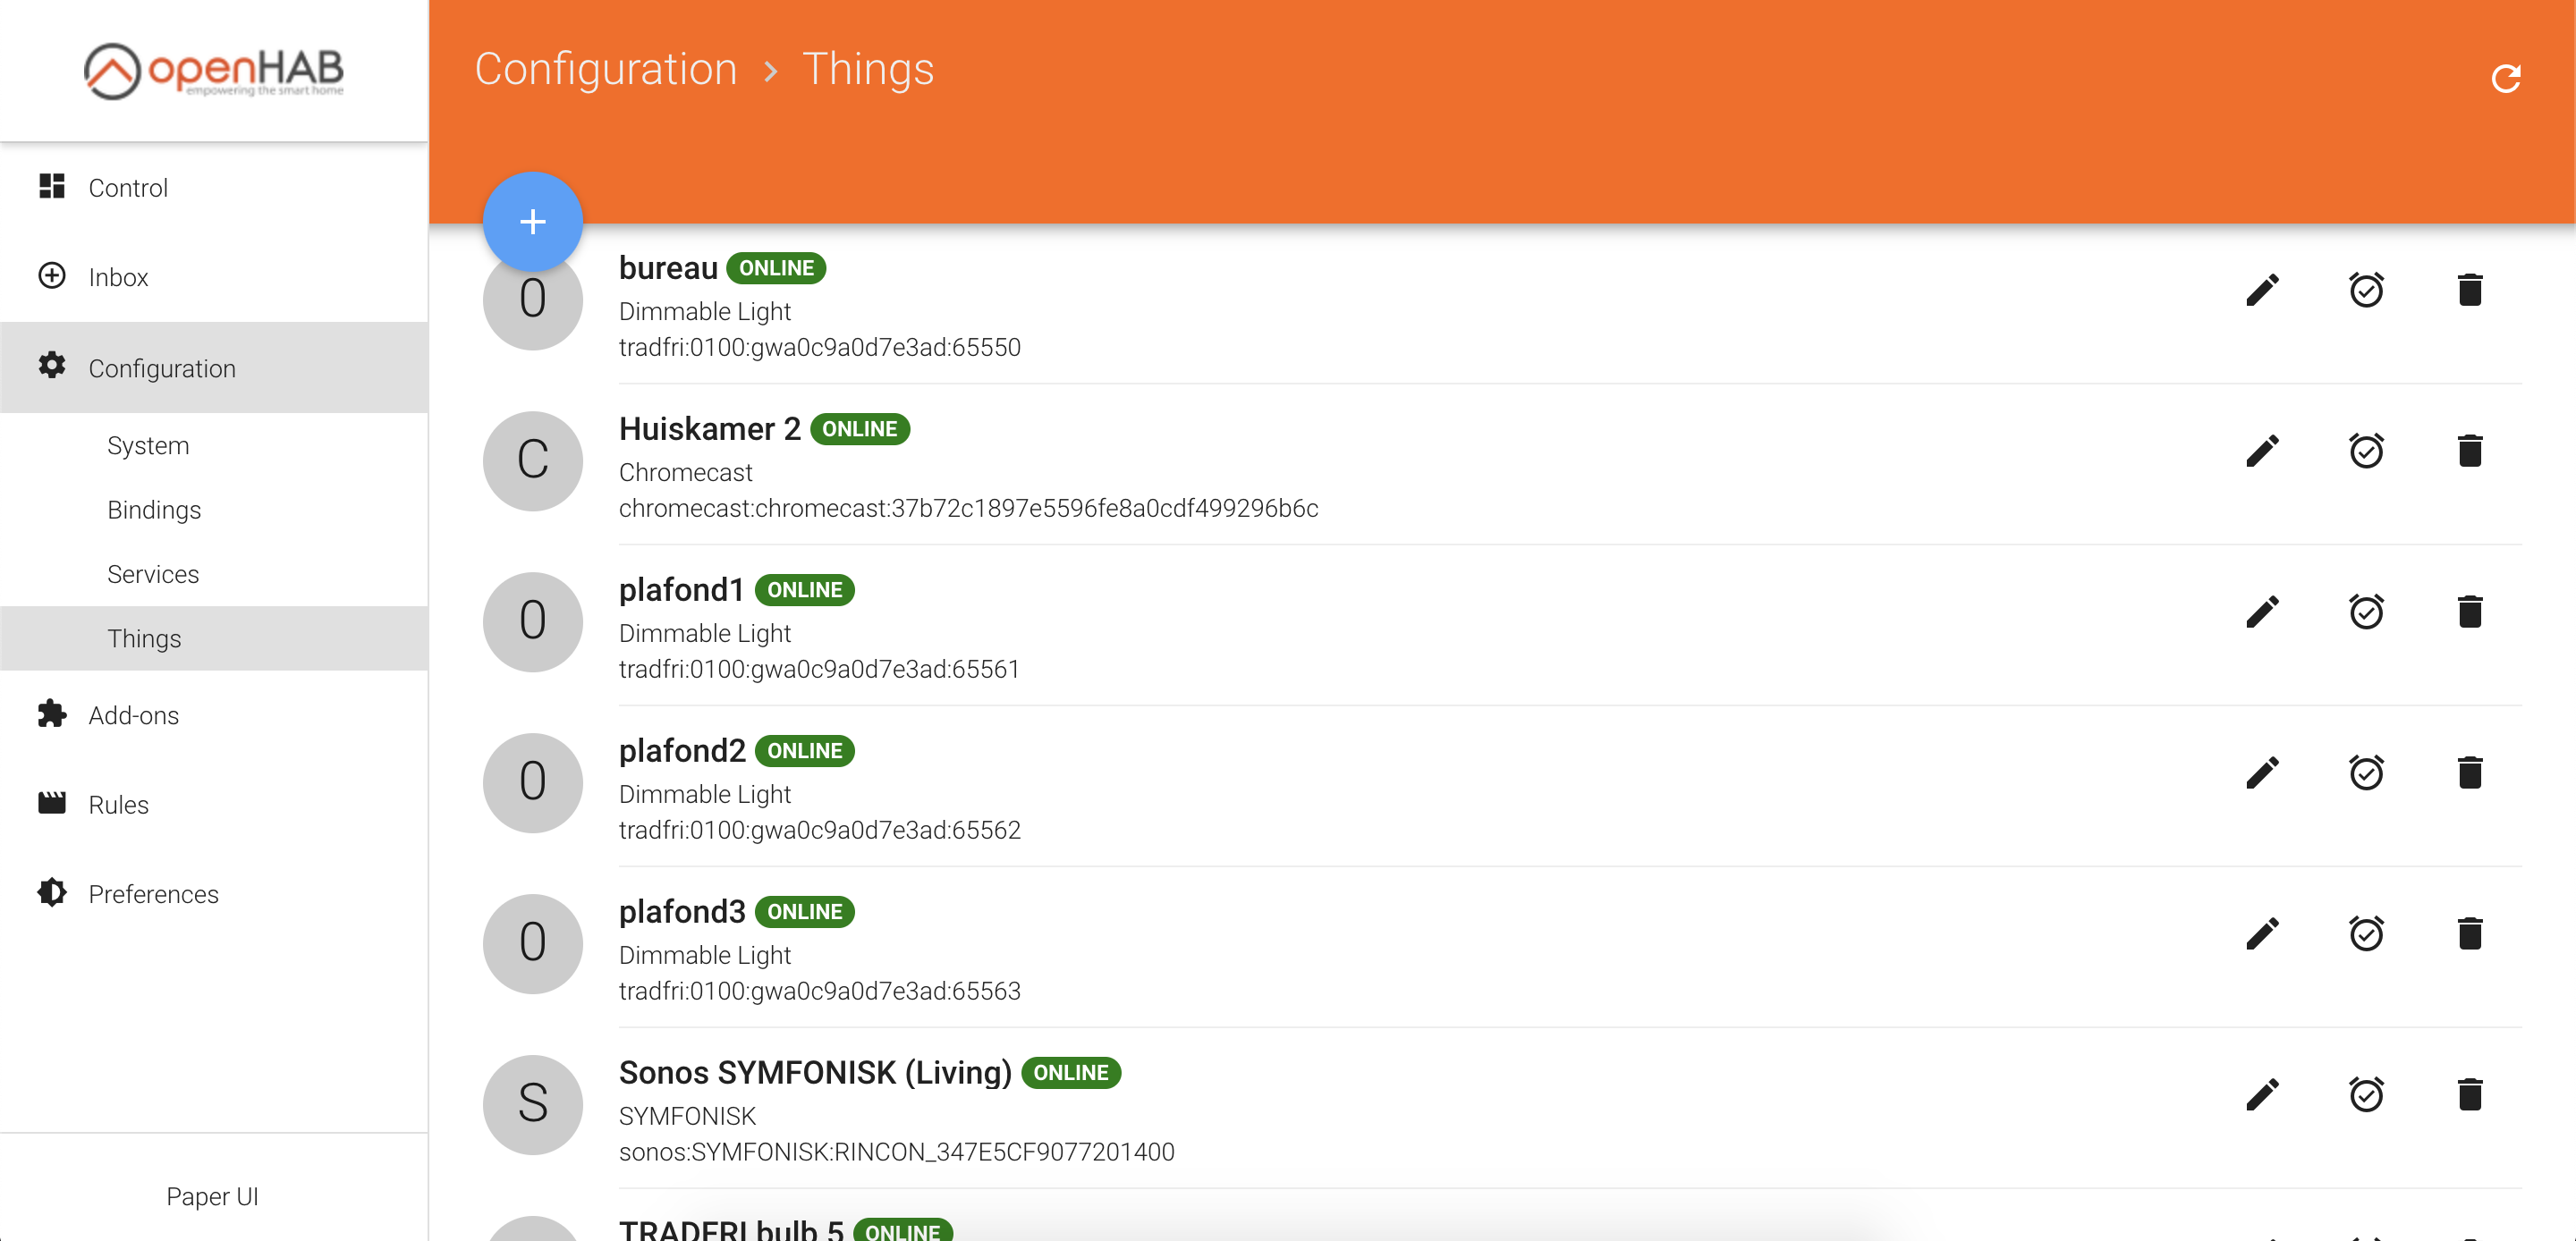 openHAB
empowering the smart home
Control
Inbox
Configuration
System
Bindings
Services
Things
Add-ons
Rules
Preferences
Paper UI
Configuration > Things
+
0
bureau ONLINE
Dimmable Light
tradfri:0100:gwa0c9a0d7e3ad:65550
C
Huiskamer 2 ONLINE
Chromecast
chromecast:chromecast:37b72c1897e5596fe8a0cdf499296b6c
0
plafond1 ONLINE
Dimmable Light
tradfri:0100:gwa0c9a0d7e3ad:65561
0
plafond2 ONLINE
Dimmable Light
tradfri:0100:gwa0c9a0d7e3ad:65562
0
plafond3 ONLINE
Dimmable Light
tradfri:0100:gwa0c9a0d7e3ad:65563
S
Sonos SYMFONISK (Living) ONLINE
SYMFONISK
sonos:SYMFONISK:RINCON_347E5CF9077201400
TRADFRI bulb 5 ONLINE